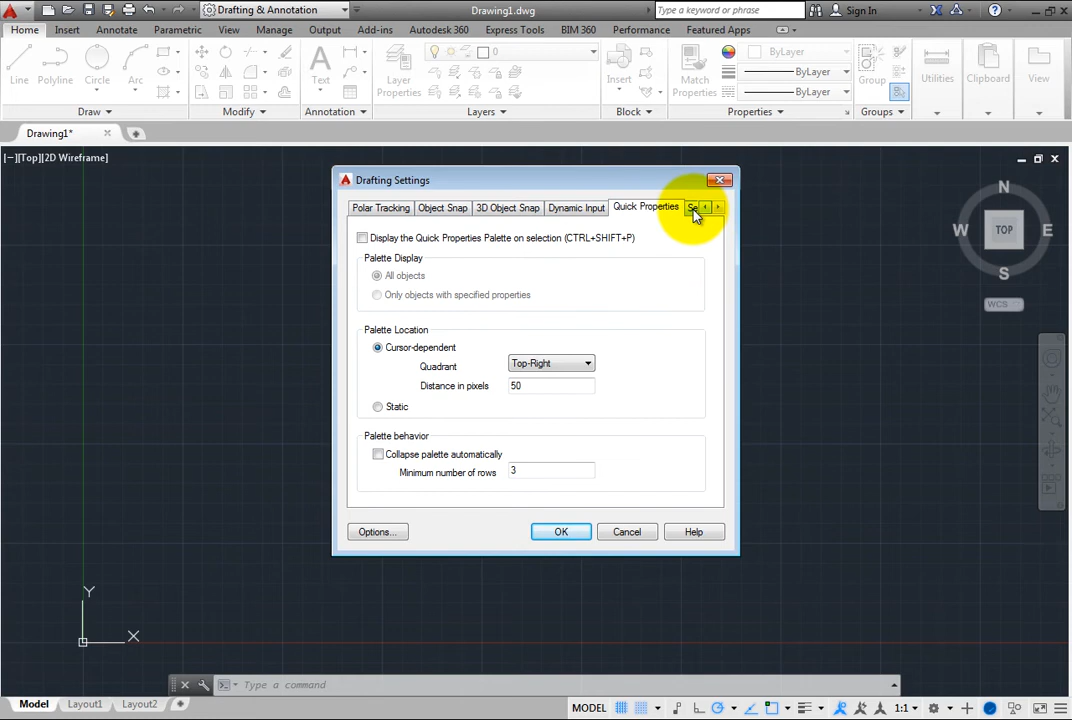 Drafting & Annotation
Drawing1.dwg
Type a keyword or phrase
Sign In
Home Insert Annotate Parametric View Manage Output Add-ins Autodesk 360 Express Tools BIM 360 Performance Featured Apps
Line Polyline Circle Arc
Text
Layer Properties
0
Insert
Match Properties
ByLayer
ByLayer
ByLayer
Group
Utilities
Clipboard
View
Draw Modify Annotation Layers Block Properties Groups
Drawing1*
[−][Top][2D Wireframe]
N
W TOP E
S
WCS
Drafting Settings
Polar Tracking Object Snap 3D Object Snap Dynamic Input Quick Properties Se
Display the Quick Properties Palette on selection (CTRL+SHIFT+P)
Palette Display
All objects
Only objects with specified properties
Palette Location
Cursor-dependent
Quadrant Top-Right
Distance in pixels 50
Static
Palette behavior
Collapse palette automatically
Minimum number of rows 3
Options... OK Cancel Help
Y
X
Type a command
Model Layout1 Layout2
MODEL
1:1